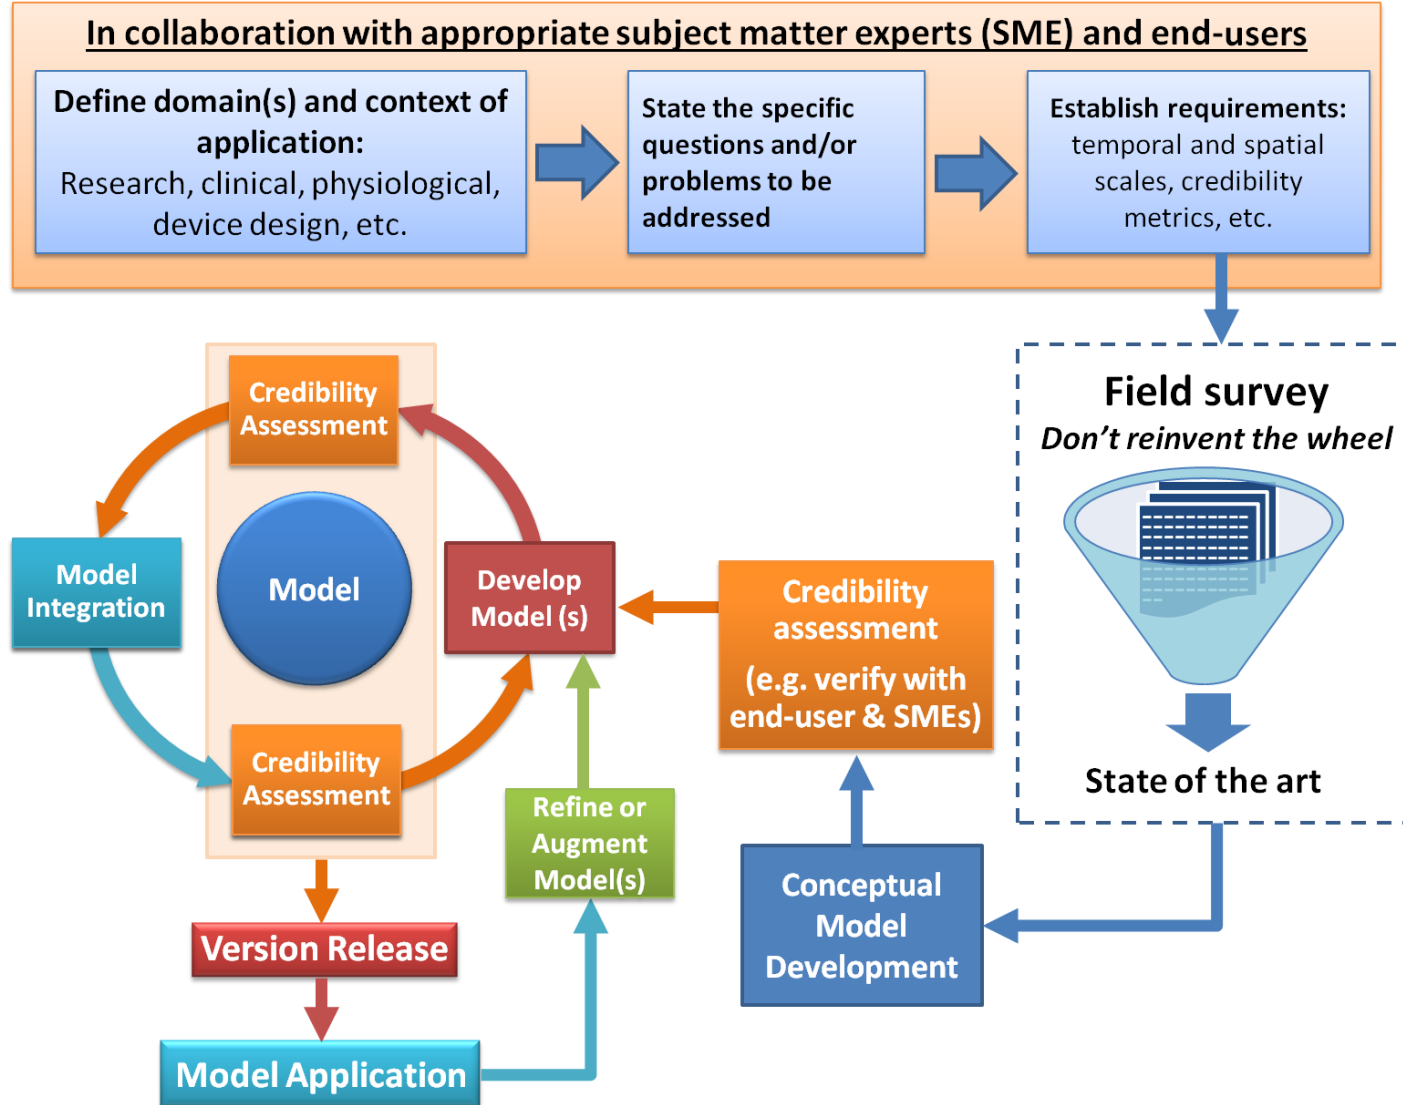 In collaboration with appropriate subject matter experts (SME) and end-users
Define domain(s) and context of
application:
Research, clinical, physiological,
device design, etc.
State the specific
questions and/or
problems to be
addressed
Establish requirements:
temporal and spatial
scales, credibility
metrics, etc.
Field survey
Don't reinvent the wheel
State of the art
Conceptual
Model
Development
Credibility
assessment
(e.g. verify with
end-user & SMEs)
Develop
Model (s)
Credibility
Assessment
Model
Integration
Model
Credibility
Assessment
Refine or
Augment
Model(s)
Version Release
Model Application